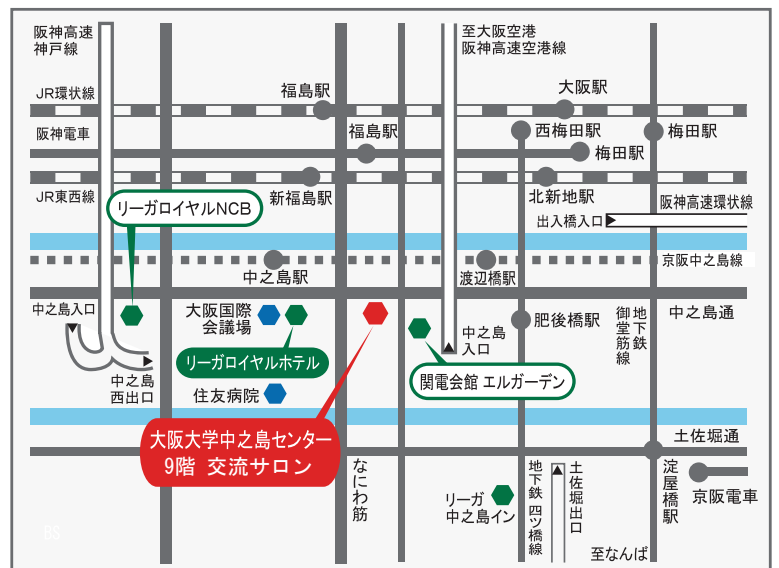 阪神高速
神戸線
至大阪空港
阪神高速空港線
JR環状線
福島駅
大阪駅
阪神電車
福島駅
西梅田駅
梅田駅
梅田駅
JR東西線
新福島駅
北新地駅
阪神高速環状線
リーガロイヤルNCB
出入橋入口
中之島駅
渡辺橋駅
京阪中之島線
中之島入口
大阪国際
会議場
中之島
入口
肥後橋駅
地下鉄
御堂筋線
中之島通
リーガロイヤルホテル
中之島
西出口
関電会館 エルガーデン
住友病院
大阪大学中之島センター
9階 交流サロン
土佐堀通
なにわ筋
リーガ
中之島イン
地下鉄 四ツ橋線
土佐堀出口
淀屋橋駅
京阪電車
至なんば
BS